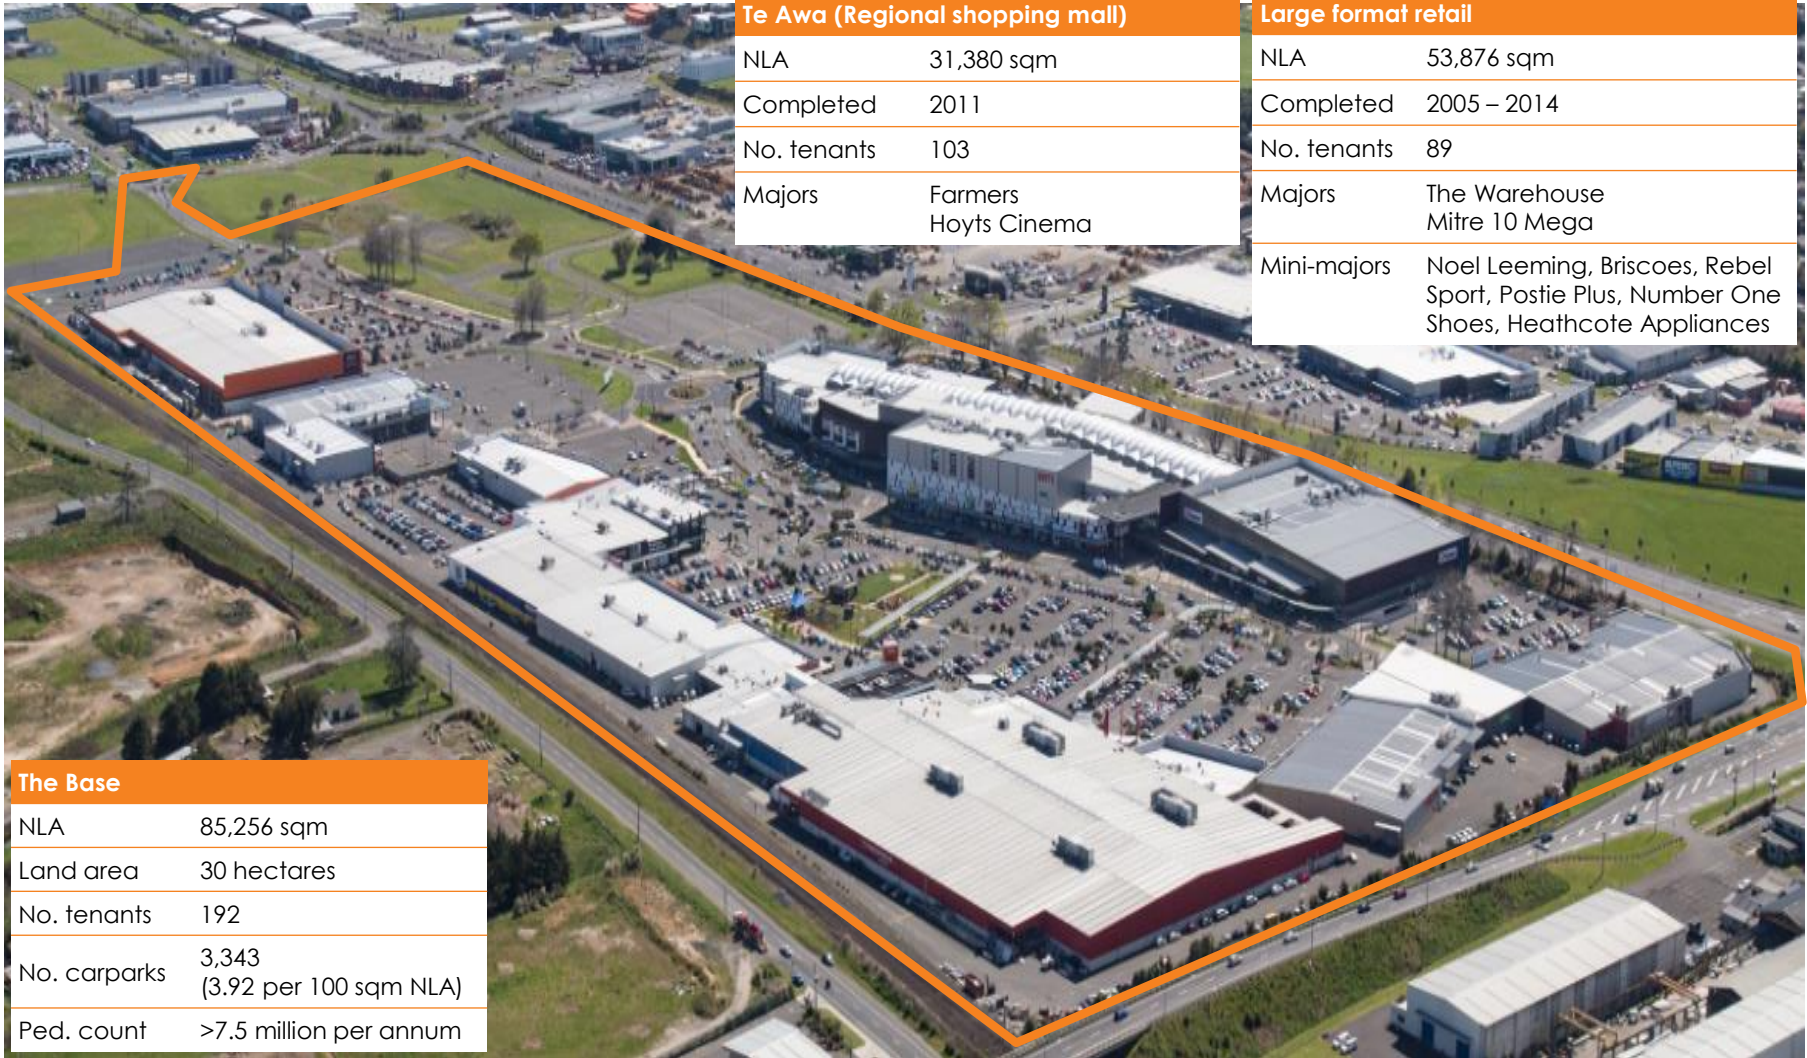 Te Awa (Regional shopping mall)
NLA 31,380 sqm
Completed 2011
No. tenants 103
Majors Farmers
Hoyts Cinema
Large format retail
NLA 53,876 sqm
Completed 2005 – 2014
No. tenants 89
Majors The Warehouse
Mitre 10 Mega
Mini-majors Noel Leeming, Briscoes, Rebel
Sport, Postie Plus, Number One
Shoes, Heathcote Appliances
The Base
NLA 85,256 sqm
Land area 30 hectares
No. tenants 192
No. carparks 3,343
(3.92 per 100 sqm NLA)
Ped. count >7.5 million per annum